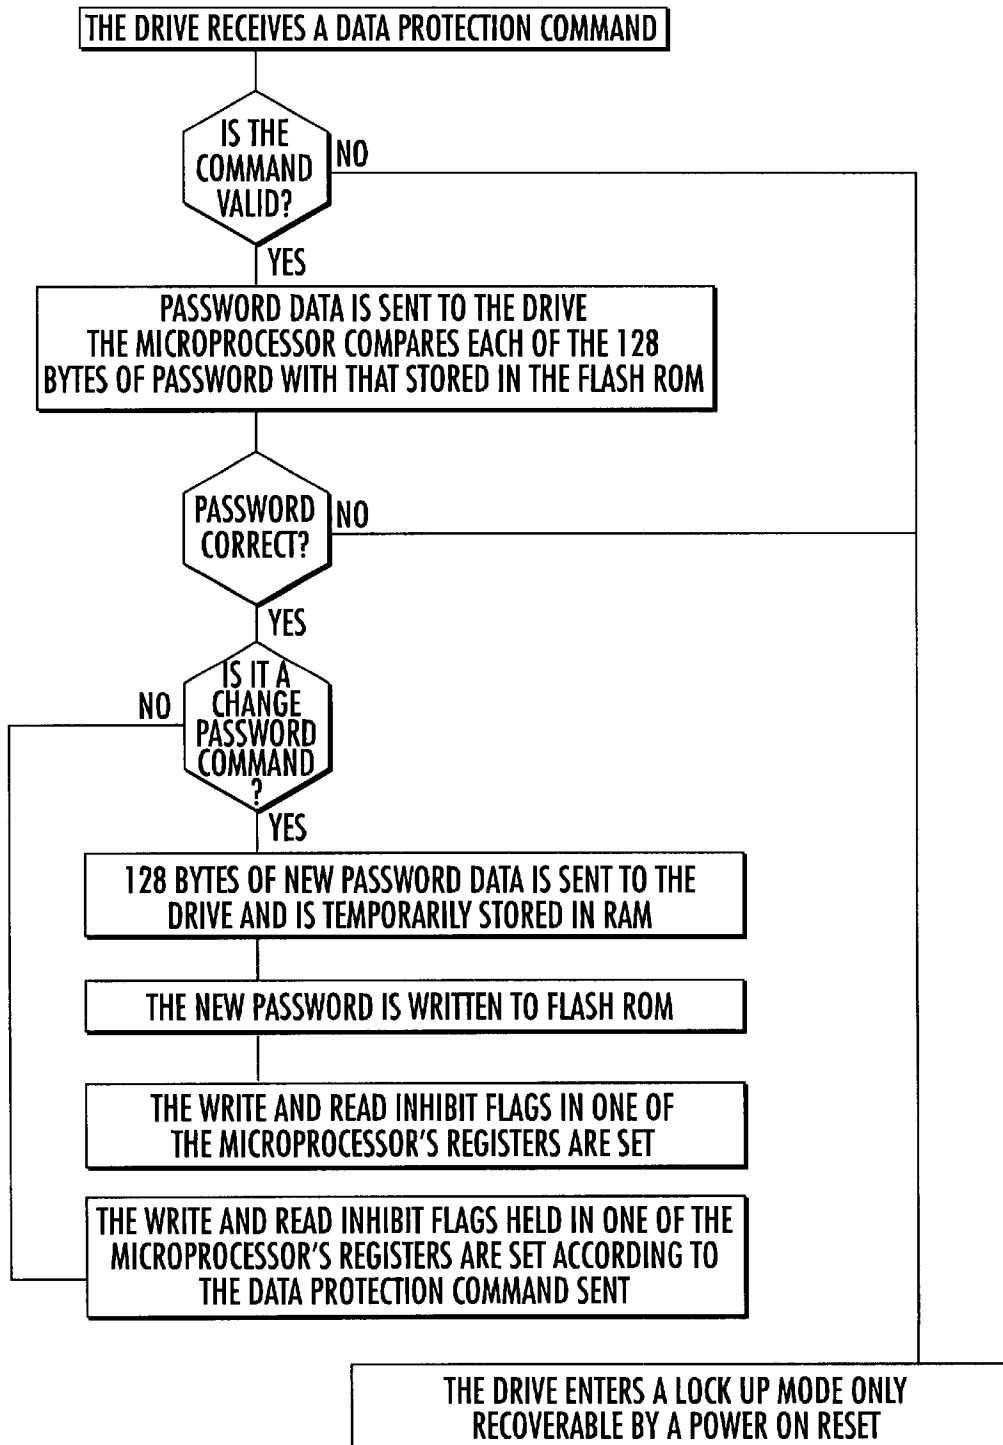 THE DRIVE RECEIVES A DATA PROTECTION COMMAND
IS THE
COMMAND
VALID?
NO
YES
PASSWORD DATA IS SENT TO THE DRIVE
THE MICROPROCESSOR COMPARES EACH OF THE 128
BYTES OF PASSWORD WITH THAT STORED IN THE FLASH ROM
PASSWORD
CORRECT?
NO
YES
IS IT A
CHANGE
PASSWORD
COMMAND
?
NO
YES
128 BYTES OF NEW PASSWORD DATA IS SENT TO THE
DRIVE AND IS TEMPORARILY STORED IN RAM
THE NEW PASSWORD IS WRITTEN TO FLASH ROM
THE WRITE AND READ INHIBIT FLAGS IN ONE OF
THE MICROPROCESSOR'S REGISTERS ARE SET
THE WRITE AND READ INHIBIT FLAGS HELD IN ONE OF THE
MICROPROCESSOR'S REGISTERS ARE SET ACCORDING TO
THE DATA PROTECTION COMMAND SENT
THE DRIVE ENTERS A LOCK UP MODE ONLY
RECOVERABLE BY A POWER ON RESET